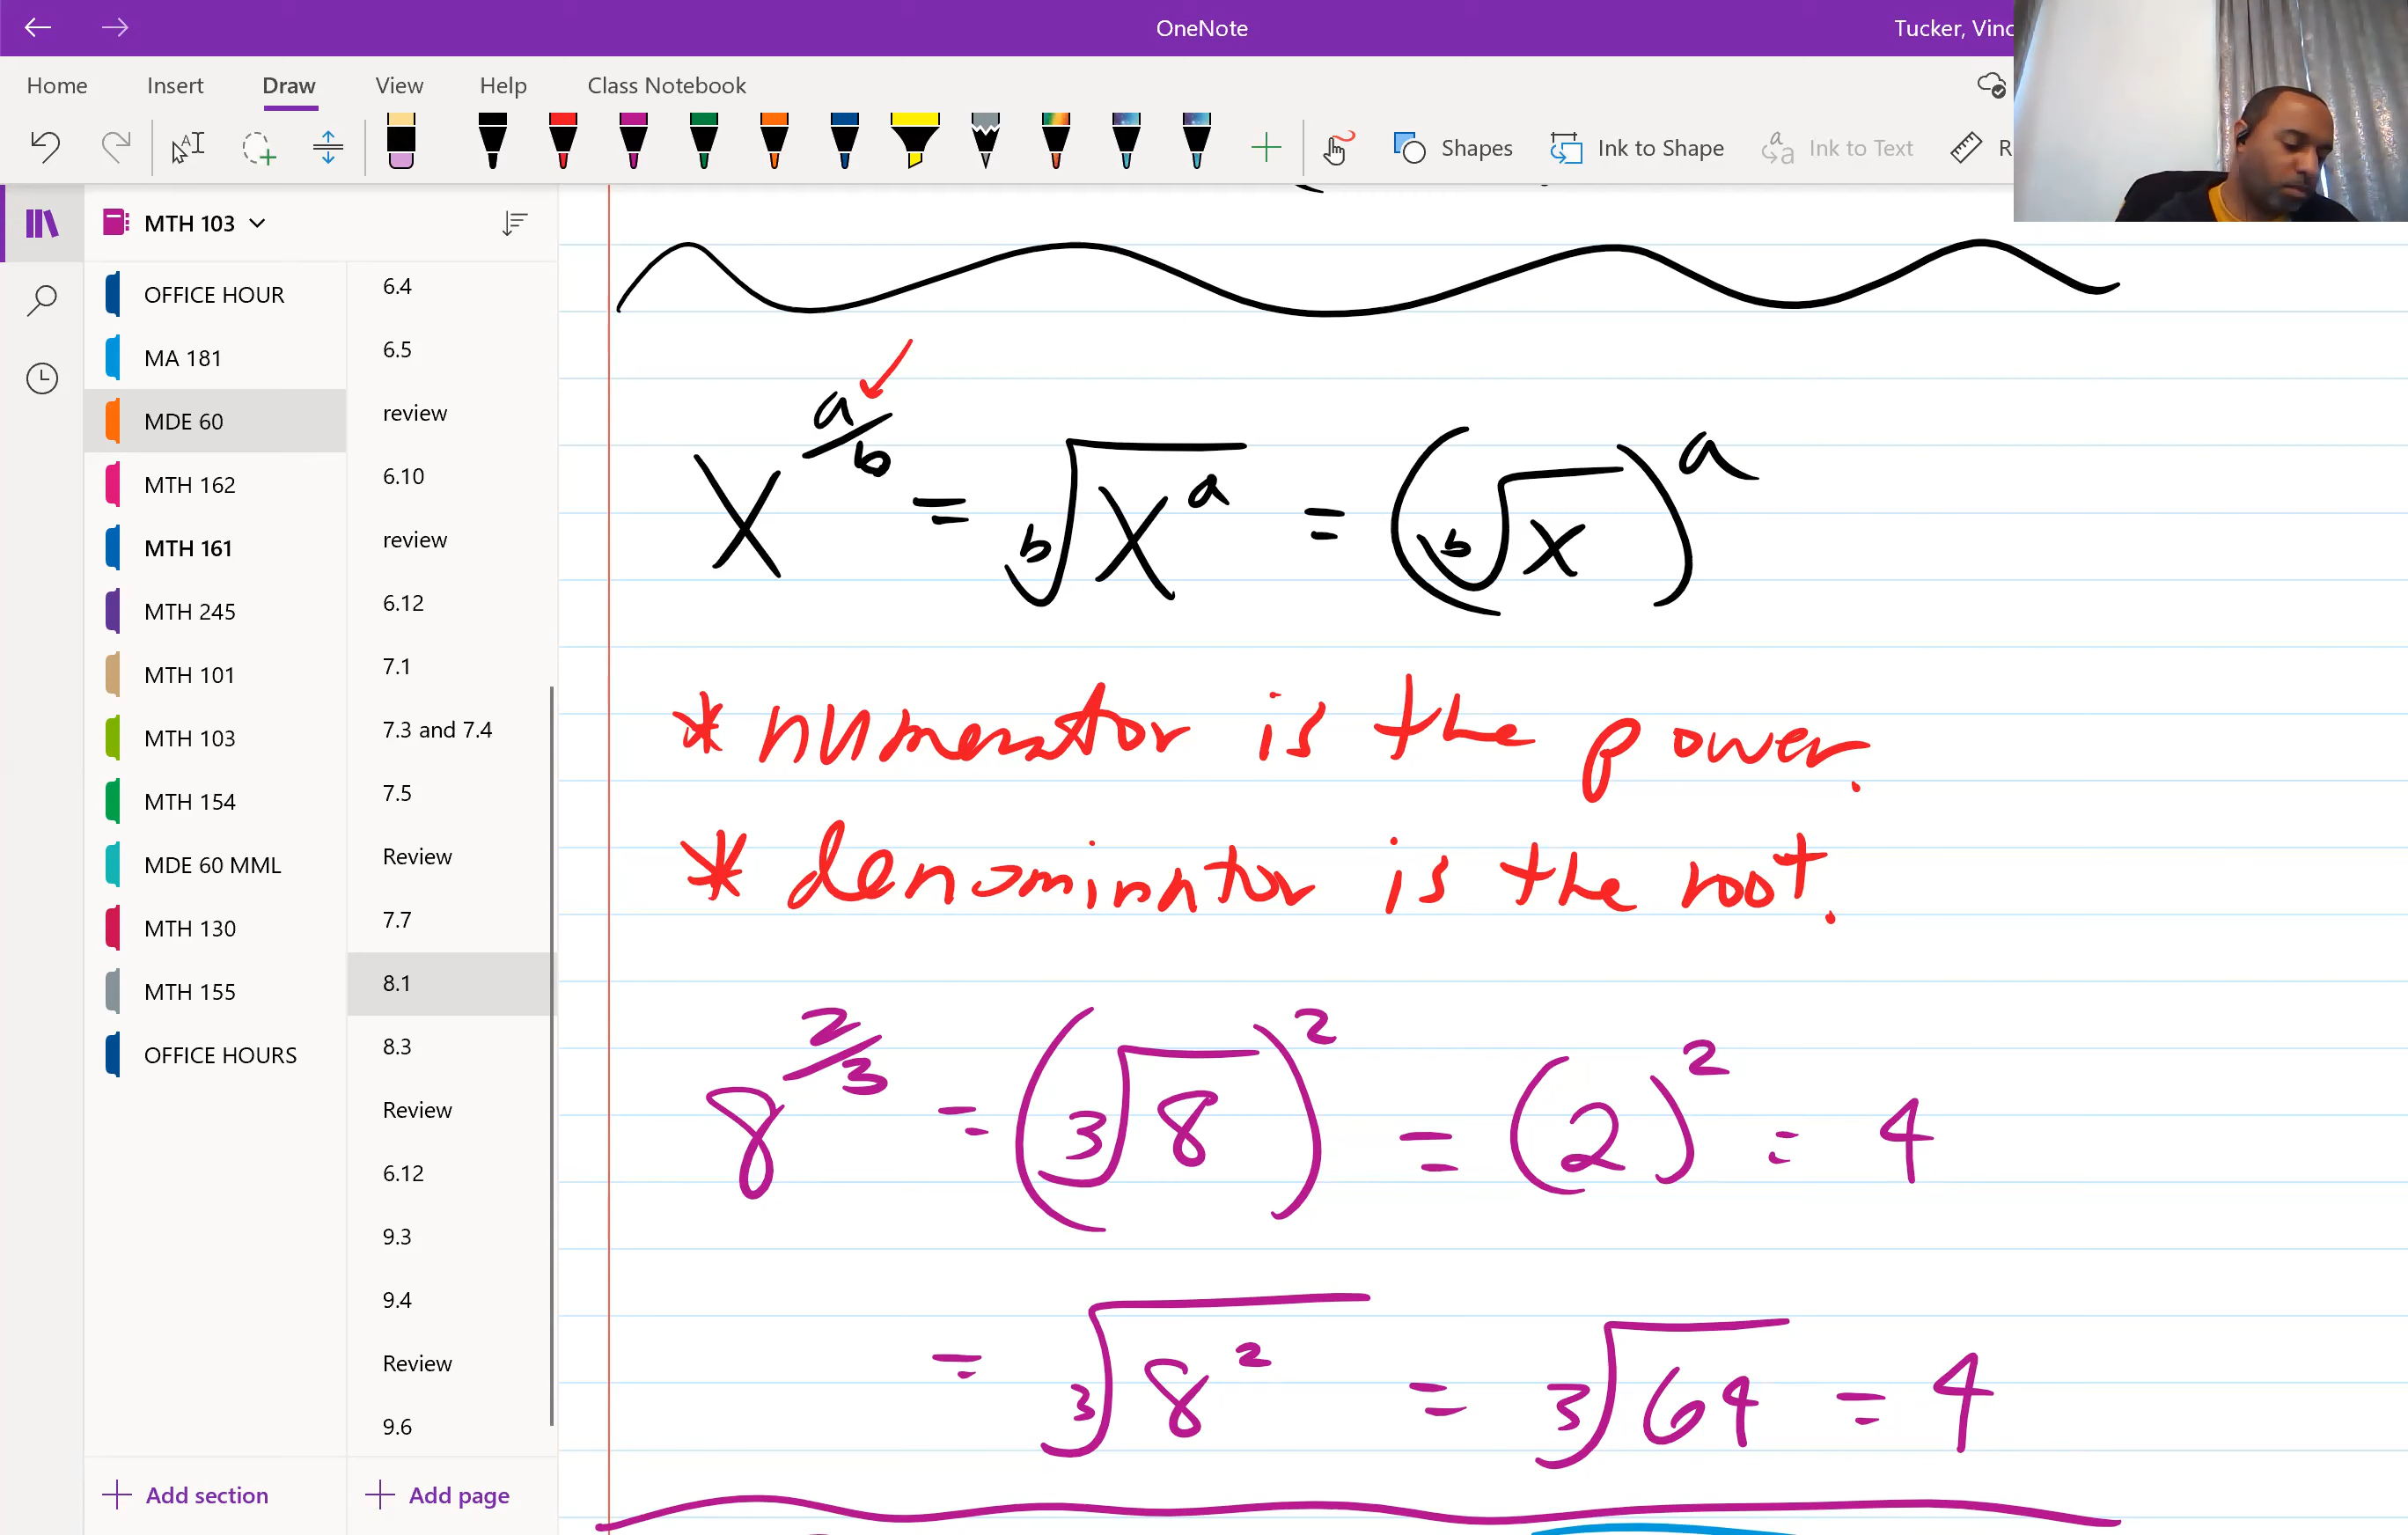 OneNote
Tucker, Vinc
Home Insert Draw View Help Class Notebook
Shapes Ink to Shape Ink to Text R
MTH 103
OFFICE HOUR
MA 181
MDE 60
MTH 162
MTH 161
MTH 245
MTH 101
MTH 103
MTH 154
MDE 60 MML
MTH 130
MTH 155
OFFICE HOURS
Add section
6.4
6.5
review
6.10
review
6.12
7.1
7.3 and 7.4
7.5
Review
7.7
8.1
8.3
Review
6.12
9.3
9.4
Review
9.6
Add page
x^(a/b) = ᵇ√(x^a) = (ᵇ√x)^a
* numerator is the power.
* denominator is the root.
8^(2/3) = (³√8)² = (2)² = 4
= ³√(8²) = ³√64 = 4